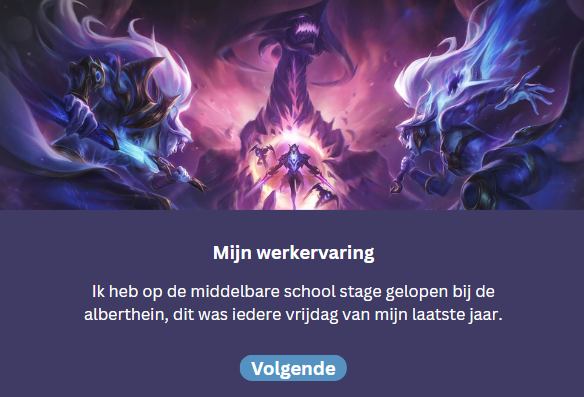 Mijn werkervaring
Ik heb op de middelbare school stage gelopen bij de
alberthein, dit was iedere vrijdag van mijn laatste jaar.
Volgende